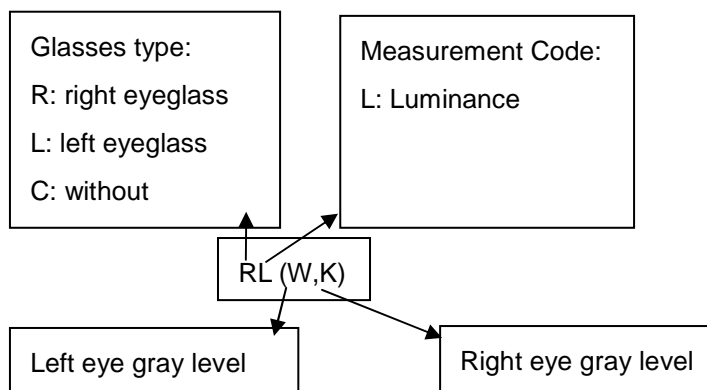 Glasses type:
R: right eyeglass
L: left eyeglass
C: without
Measurement Code:
L: Luminance
RL (W,K)
Left eye gray level
Right eye gray level